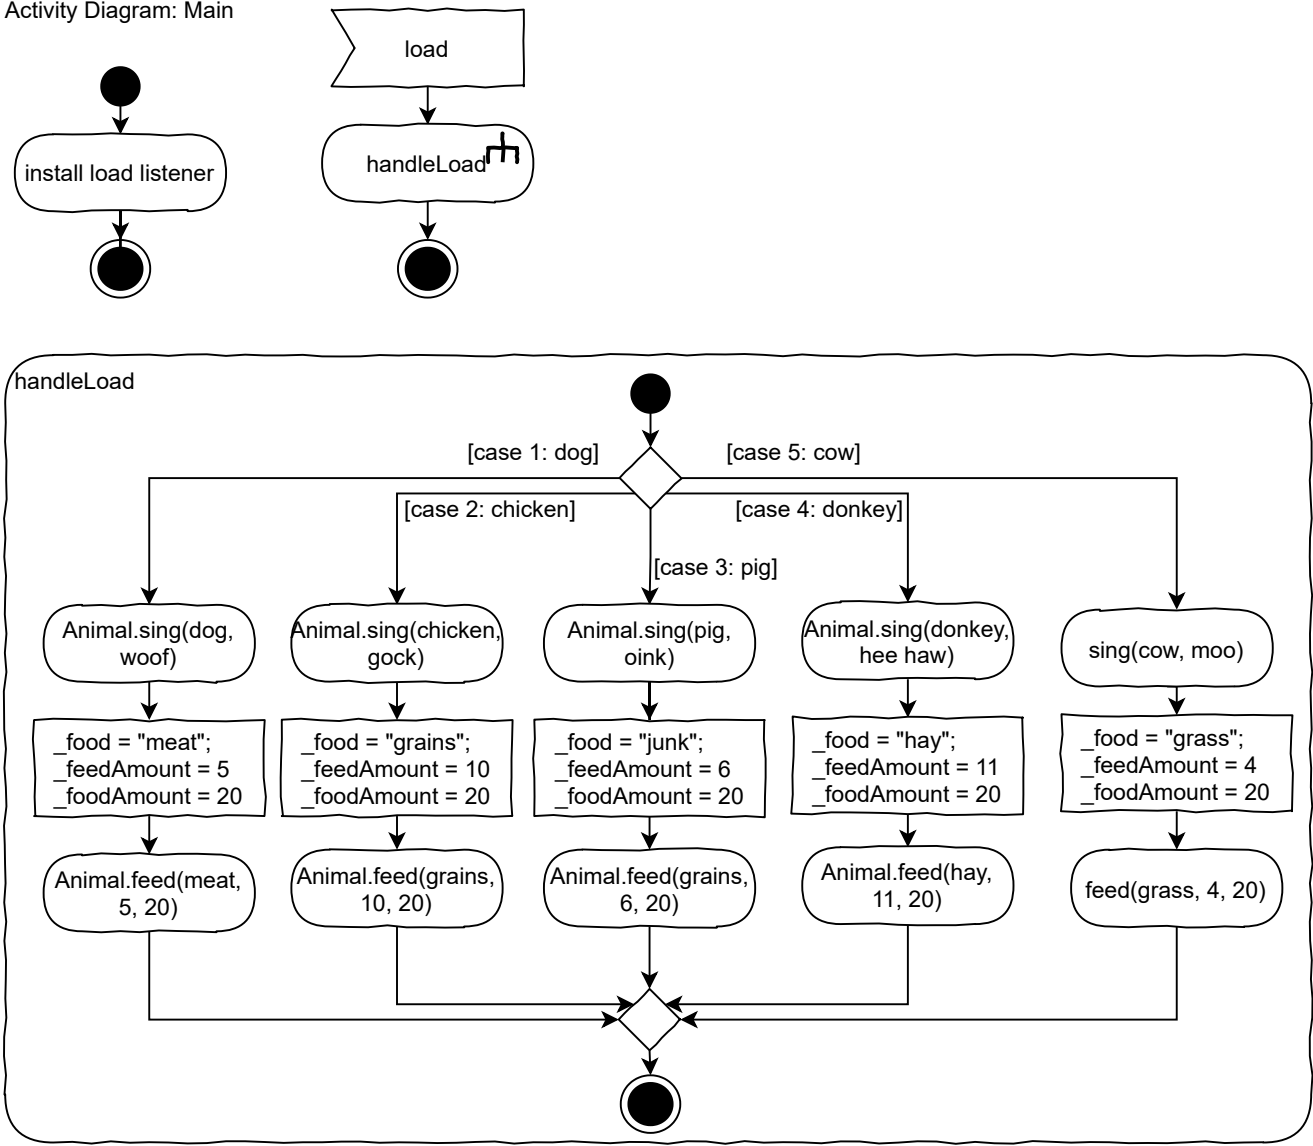 Activity Diagram: Main
load
install load listener
handleLoad
handleLoad
[case 1: dog]
[case 5: cow]
[case 2: chicken]
[case 4: donkey]
[case 3: pig]
Animal.sing(dog,
woof)
Animal.sing(chicken,
gock)
Animal.sing(pig,
oink)
Animal.sing(donkey,
hee haw)
sing(cow, moo)
_food = "meat";
_feedAmount = 5
_foodAmount = 20
_food = "grains";
_feedAmount = 10
_foodAmount = 20
_food = "junk";
_feedAmount = 6
_foodAmount = 20
_food = "hay";
_feedAmount = 11
_foodAmount = 20
_food = "grass";
_feedAmount = 4
_foodAmount = 20
Animal.feed(meat,
5, 20)
Animal.feed(grains,
10, 20)
Animal.feed(grains,
6, 20)
Animal.feed(hay,
11, 20)
feed(grass, 4, 20)